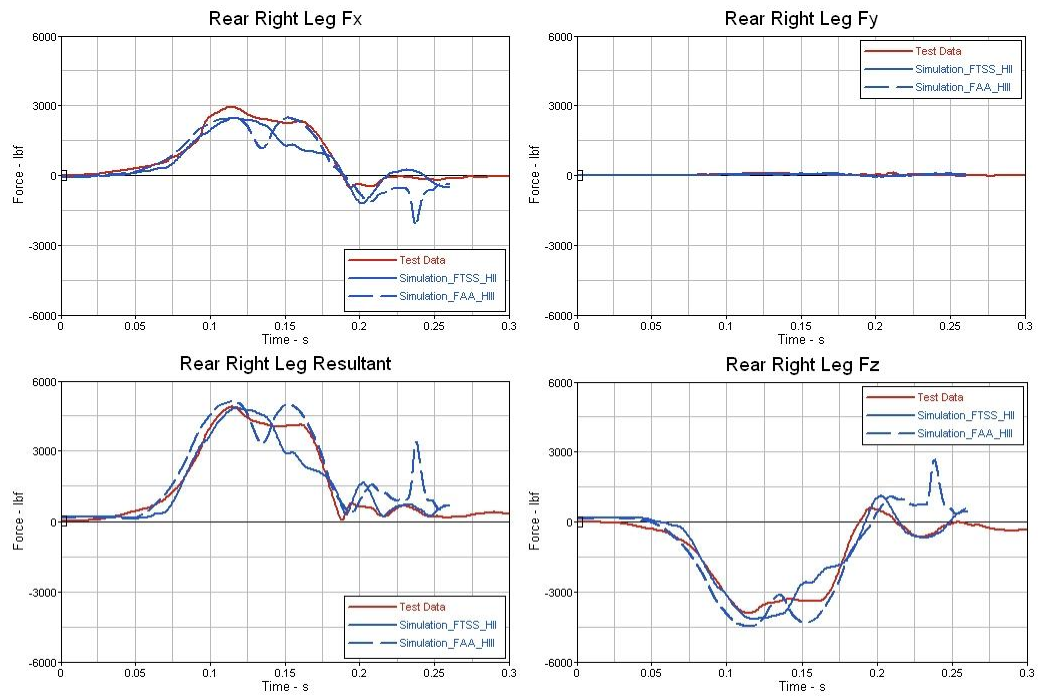 Rear Right Leg Fx
6000
3000
0
-3000
-6000
Force - lbf
Test Data
Simulation_FTSS_HII
Simulation_FAA_HIII
0 0.05 0.1 0.15 0.2 0.25 0.3
Time - s
Rear Right Leg Fy
6000
3000
0
-3000
-6000
Force - lbf
Test Data
Simulation_FTSS_HII
Simulation_FAA_HIII
0 0.05 0.1 0.15 0.2 0.25 0.3
Time - s
Rear Right Leg Resultant
6000
3000
0
-3000
-6000
Force - lbf
Test Data
Simulation_FTSS_HII
Simulation_FAA_HIII
0 0.05 0.1 0.15 0.2 0.25 0.3
Time - s
Rear Right Leg Fz
6000
3000
0
-3000
-6000
Force - lbf
Test Data
Simulation_FTSS_HII
Simulation_FAA_HIII
0 0.05 0.1 0.15 0.2 0.25 0.3
Time - s